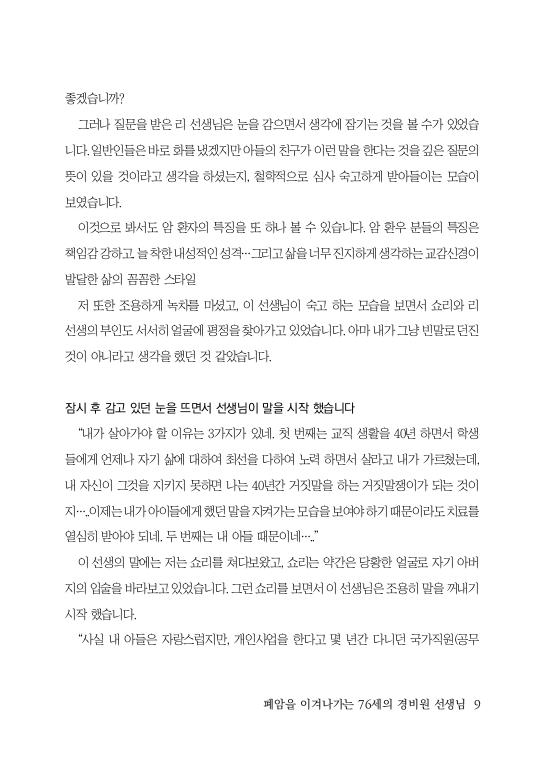 좋겠습니까?
그러나 질문을 받은 리 선생님은 눈을 감으면서 생각에 잠기는 것을 볼 수가 있었습
니다. 일반인들은 바로 화를 냈겠지만 아들의 친구가 이런 말을 한다는 것을 깊은 질문의
뜻이 있을 것이라고 생각을 하셨는지, 철학적으로 심사 숙고하게 받아들이는 모습이
보였습니다.
이것으로 봐서도 암 환자의 특징을 또 하나 볼 수 있습니다. 암 환우 분들의 특징은
책임감 강하고, 늘 착한 내성적인 성격…그리고 삶을 너무 진지하게 생각하는 교감신경이
발달한 삶의 꼼꼼한 스타일
저 또한 조용하게 녹차를 마셨고, 이 선생님이 숙고 하는 모습을 보면서 쇼리와 리
선생의 부인도 서서히 얼굴에 평정을 찾아가고 있었습니다. 아마 내가 그냥 빈말로 던진
것이 아니라고 생각을 했던 것 같았습니다.
잠시 후 감고 있던 눈을 뜨면서 선생님이 말을 시작 했습니다
“내가 살아가야 할 이유는 3가지가 있네. 첫 번째는 교직 생활을 40년 하면서 학생
들에게 언제나 자기 삶에 대하여 최선을 다하여 노력 하면서 살라고 내가 가르쳤는데,
내 자신이 그것을 지키지 못하면 나는 40년간 거짓말을 하는 거짓말쟁이가 되는 것이
지…..이제는 내가 아이들에게 했던 말을 지켜가는 모습을 보여야 하기 때문이라도 치료를
열심히 받아야 되네. 두 번째는 내 아들 때문이네…..”
이 선생의 말에는 저는 쇼리를 쳐다보았고, 쇼리는 약간은 당황한 얼굴로 자기 아버
지의 입술을 바라보고 있었습니다. 그런 쇼리를 보면서 이 선생님은 조용히 말을 꺼내기
시작 했습니다.
“사실 내 아들은 자랑스럽지만, 개인사업을 한다고 몇 년간 다니던 국가직원(공무
폐암을 이겨나가는 76세의 경비원 선생님 9